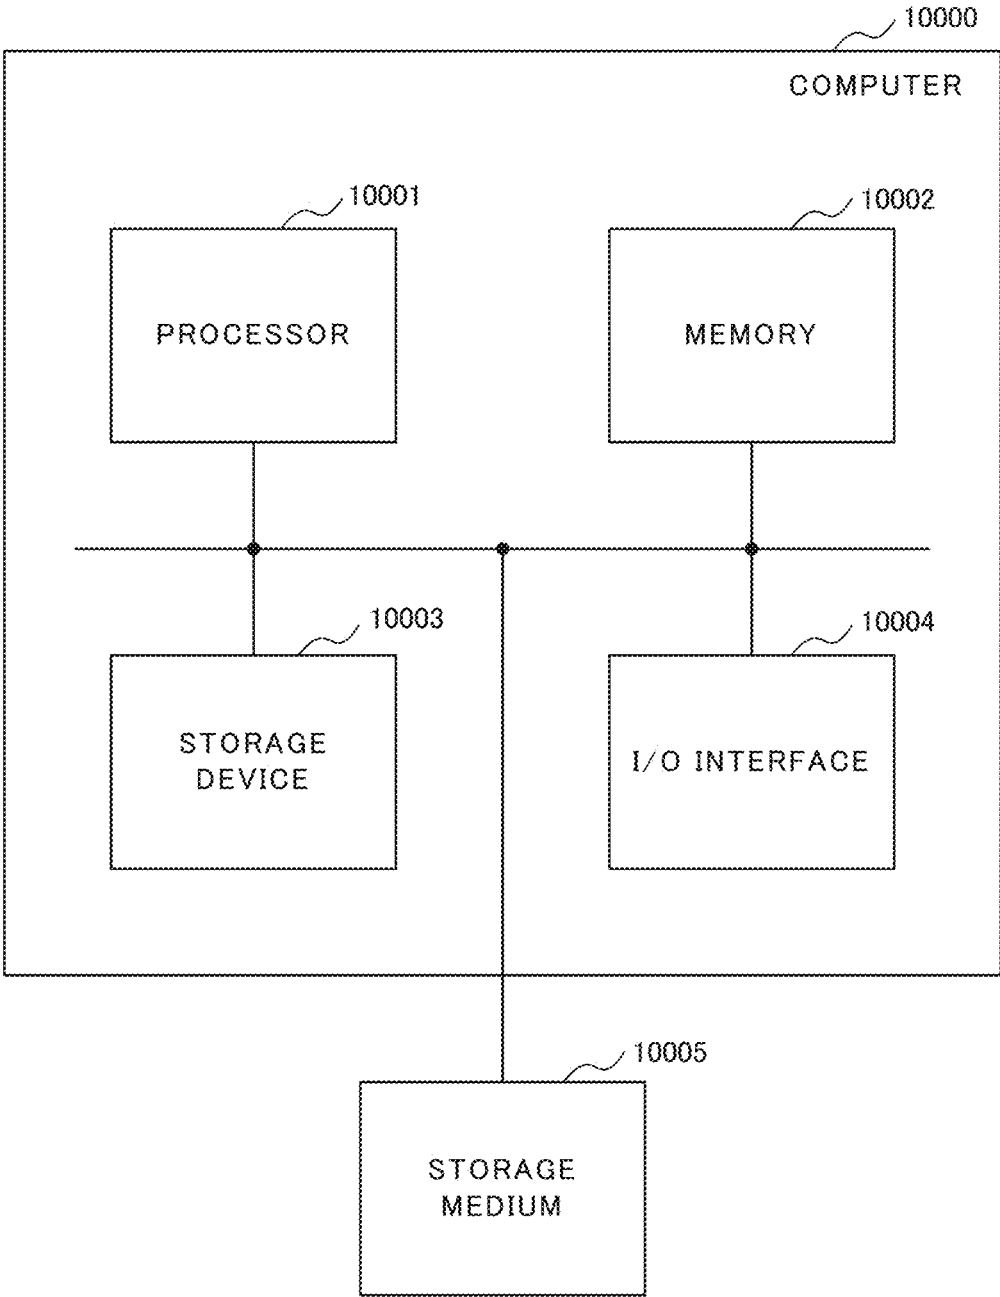 10000
COMPUTER
10001
10002
PROCESSOR
MEMORY
10003
10004
STORAGE
DEVICE
I/O INTERFACE
10005
STORAGE
MEDIUM